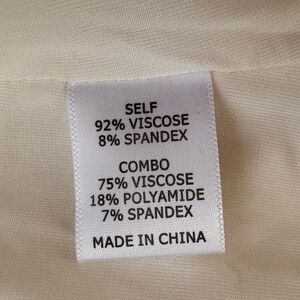 SELF
92% VISCOSE
8% SPANDEX
COMBO
75% VISCOSE
18% POLYAMIDE
7% SPANDEX
MADE IN CHINA